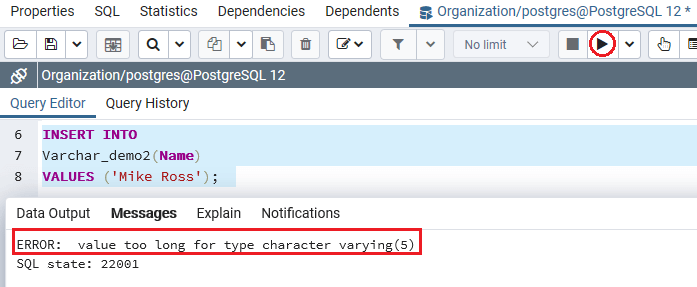 Properties SQL Statistics Dependencies Dependents Organization/postgres@PostgreSQL 12 *
No limit
Organization/postgres@PostgreSQL 12
Query Editor Query History
6 INSERT INTO
7 Varchar_demo2(Name)
8 VALUES ('Mike Ross');
Data Output Messages Explain Notifications
ERROR:  value too long for type character varying(5)
SQL state: 22001